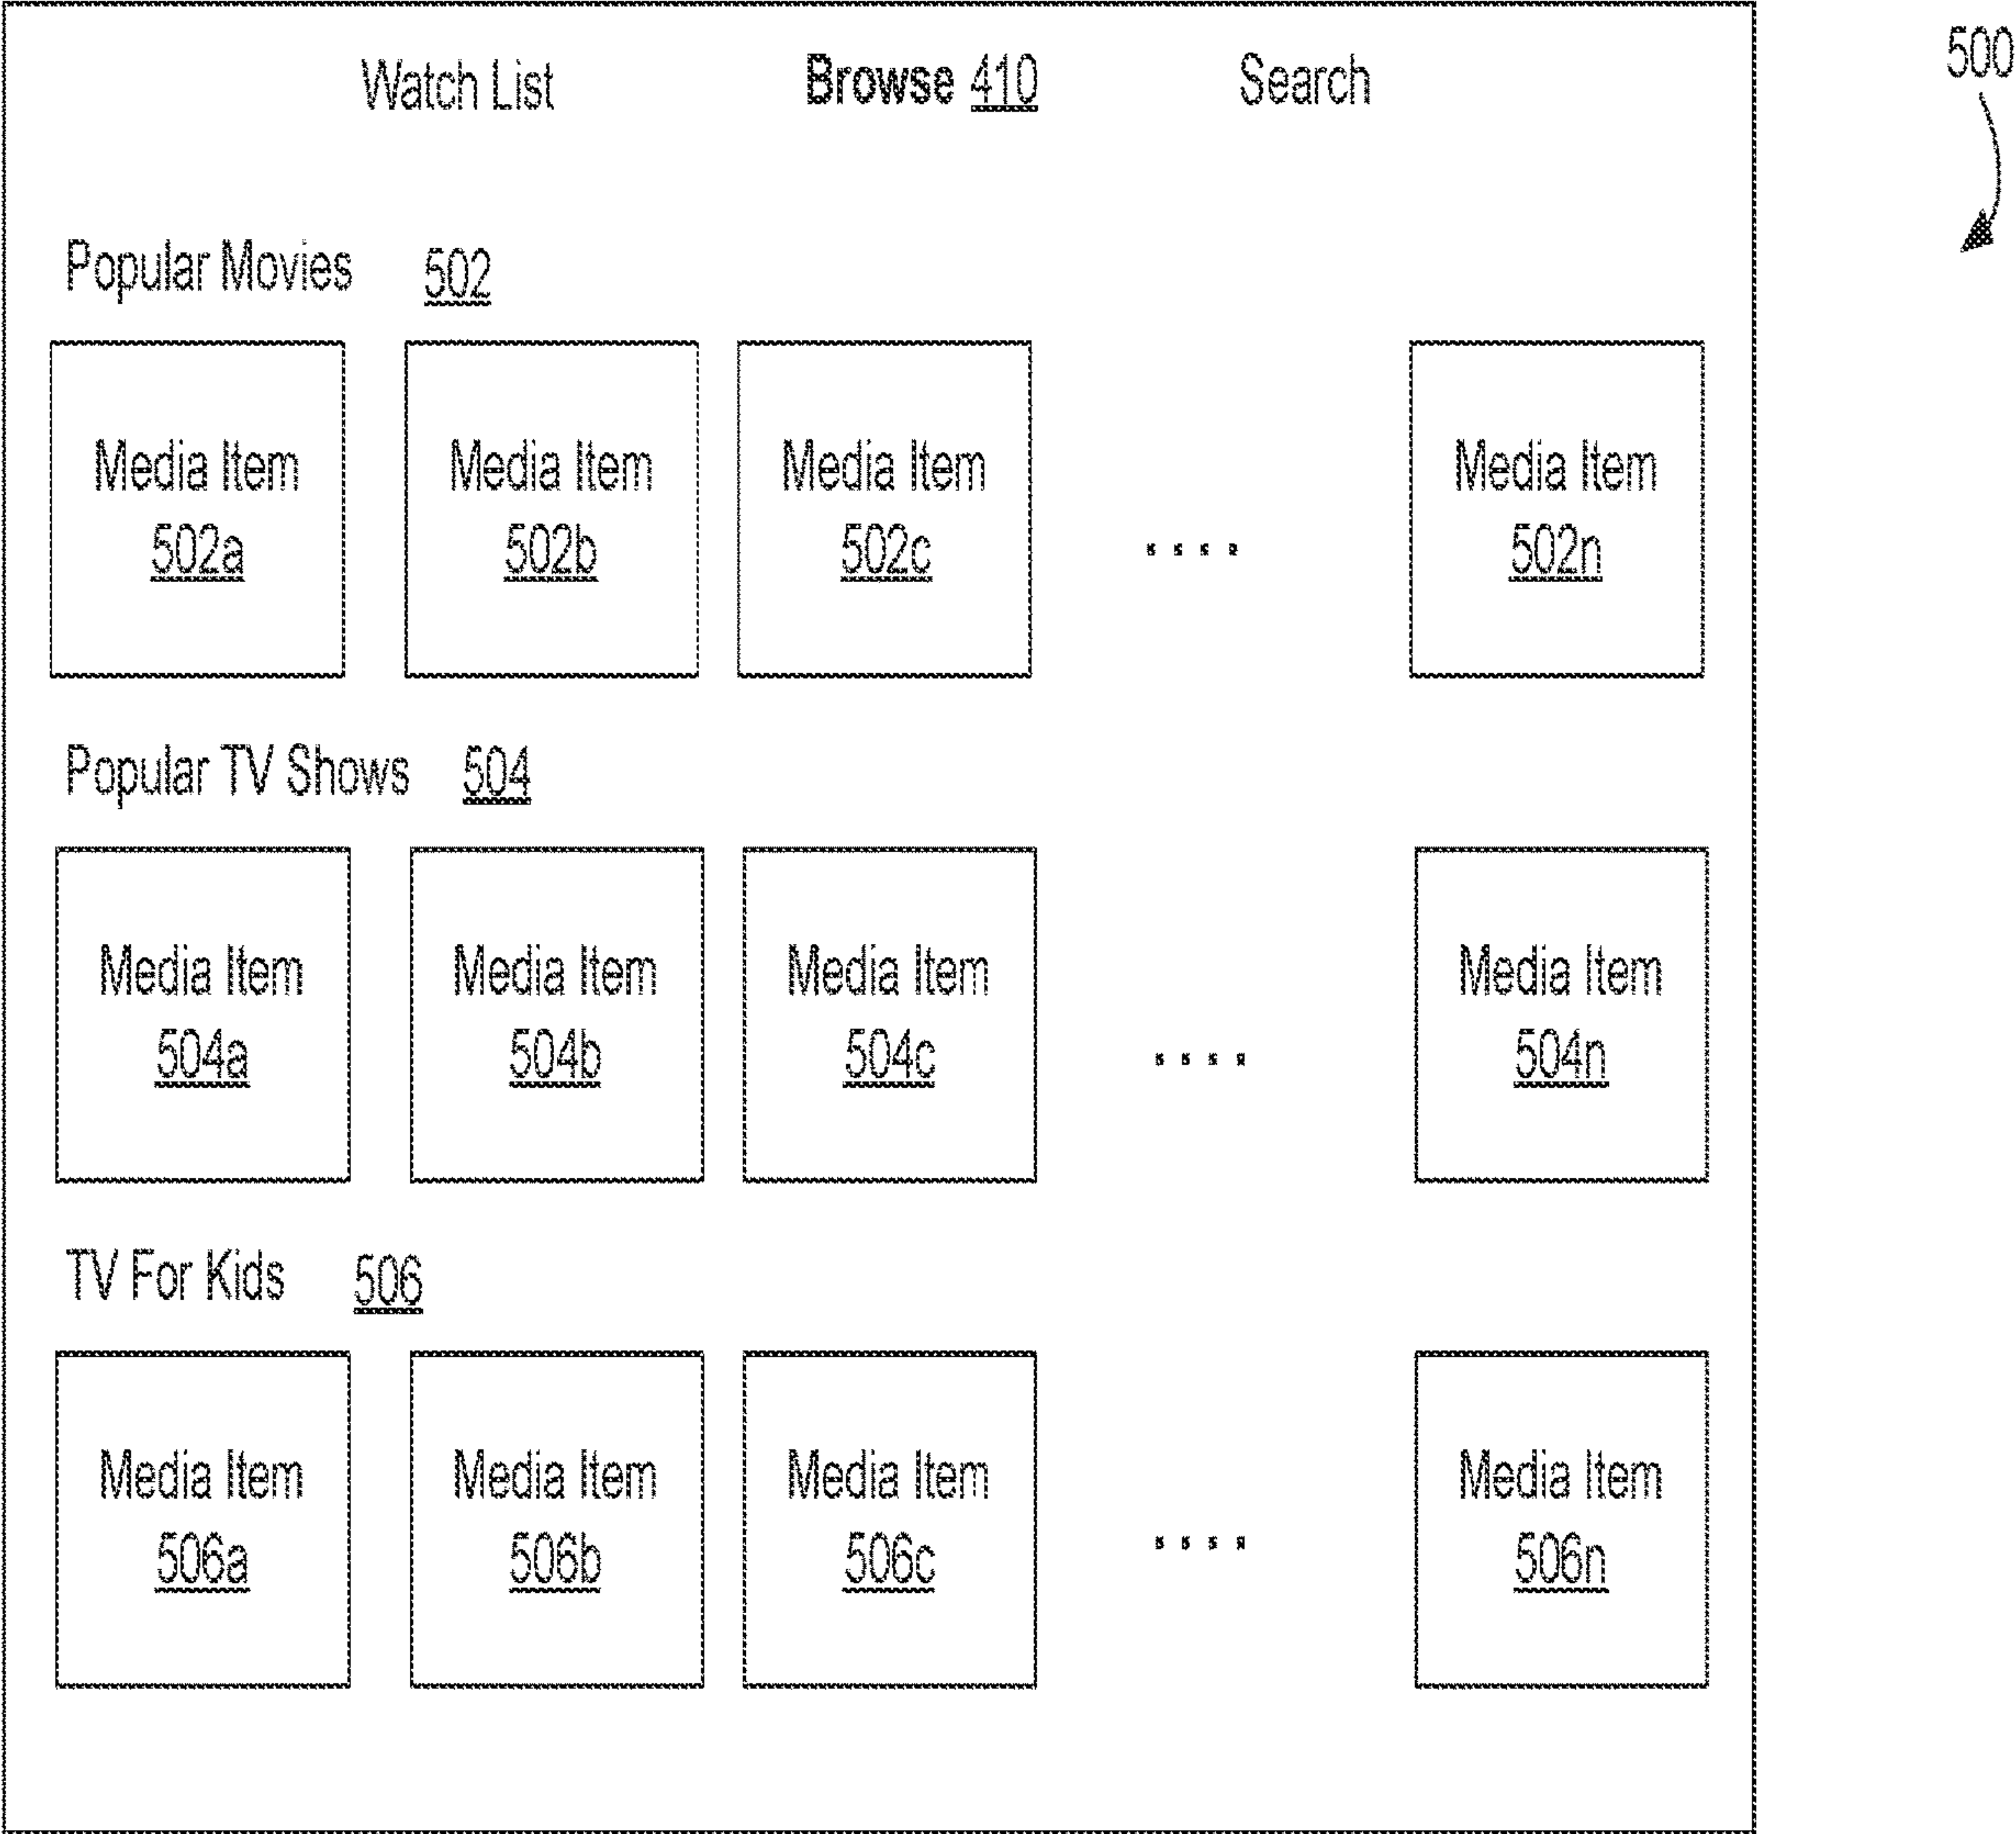 Watch List Browse 410 Search
500
Popular Movies 502
Media Item Media Item Media Item Media Item
502a 502b 502c .... 502n
Popular TV Shows 504
Media Item Media Item Media Item Media Item
504a 504b 504c .... 504n
TV For Kids 506
Media Item Media Item Media Item Media Item
506a 506b 506c .... 506n